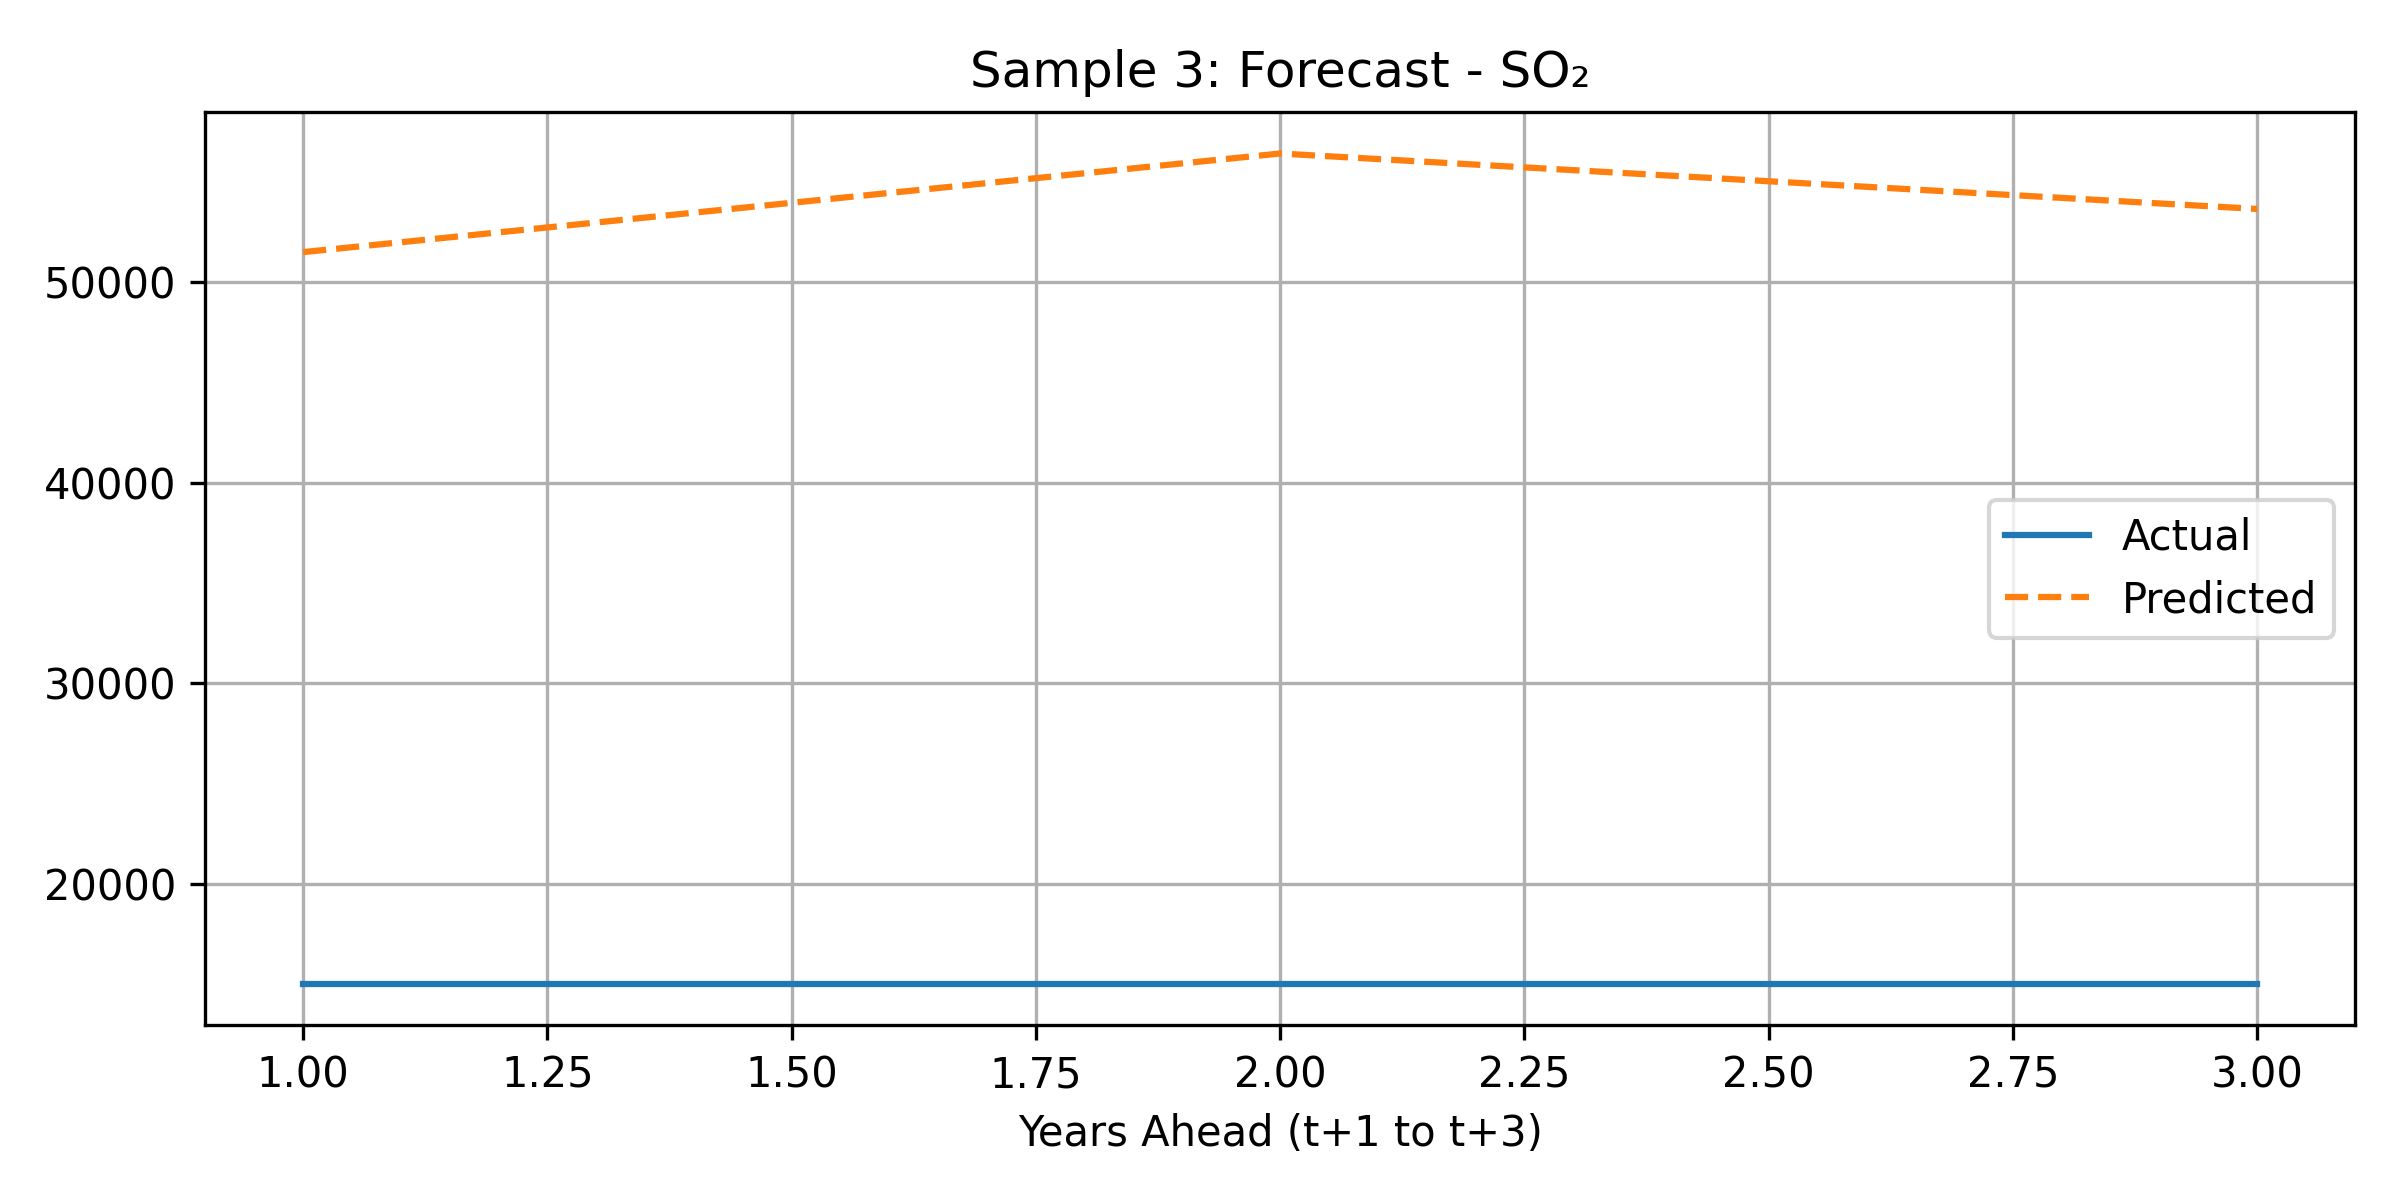 Sample 3: Forecast - SO₂
50000
40000
30000
20000
Actual
Predicted
1.00 1.25 1.50 1.75 2.00 2.25 2.50 2.75 3.00
Years Ahead (t+1 to t+3)